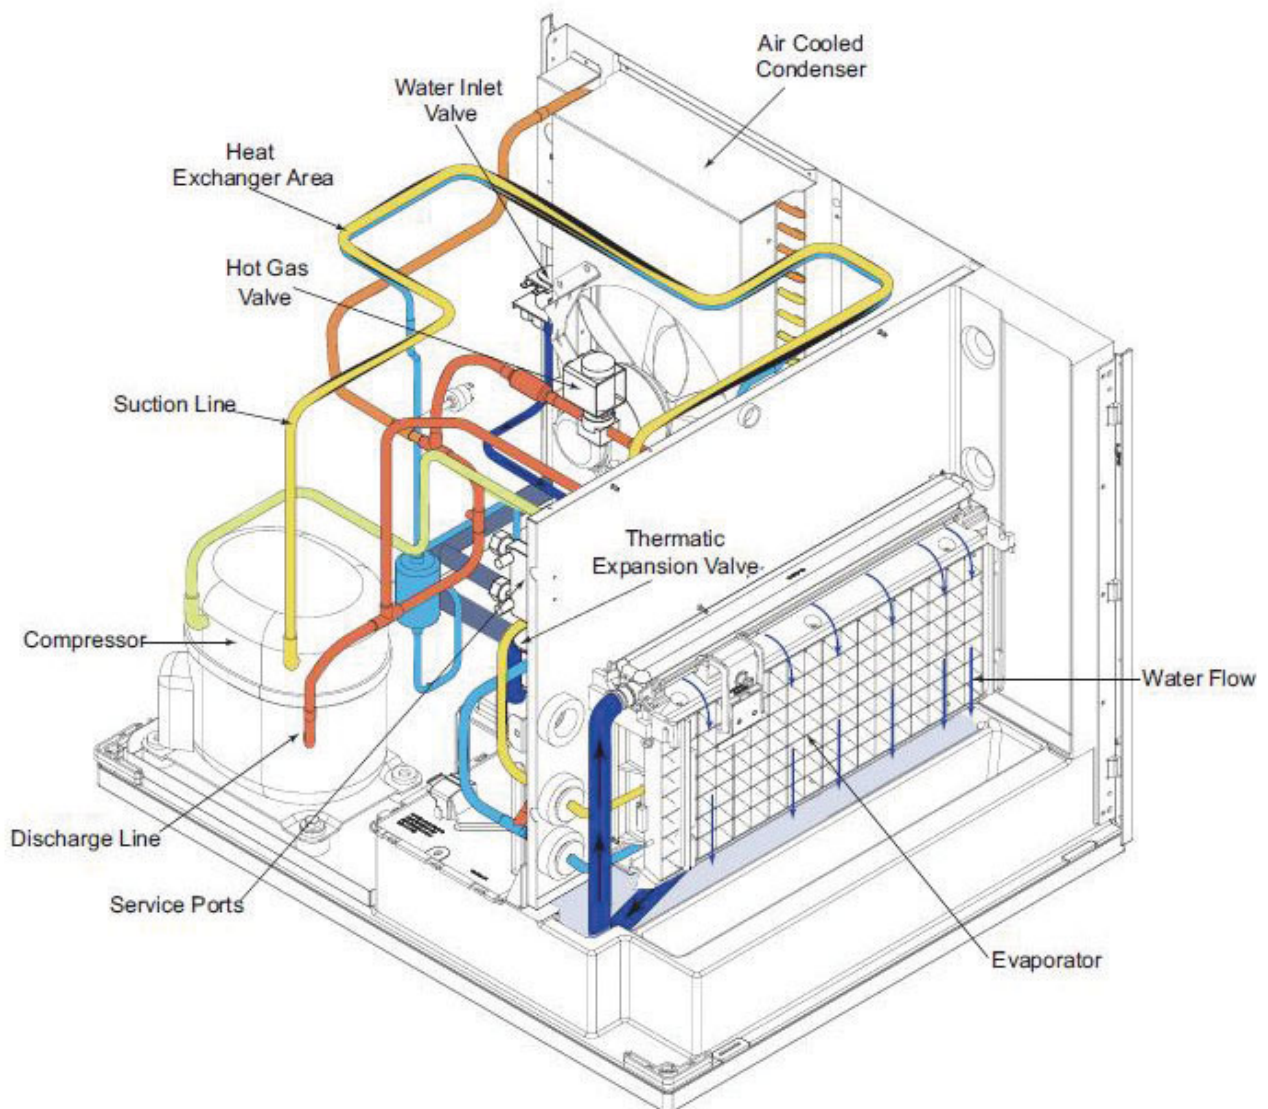 Air Cooled
Condenser
Water Inlet
Valve
Heat
Exchanger Area
Hot Gas
Valve
Suction Line
Thermatic
Expansion Valve
Compressor
Water Flow
Discharge Line
Service Ports
Evaporator